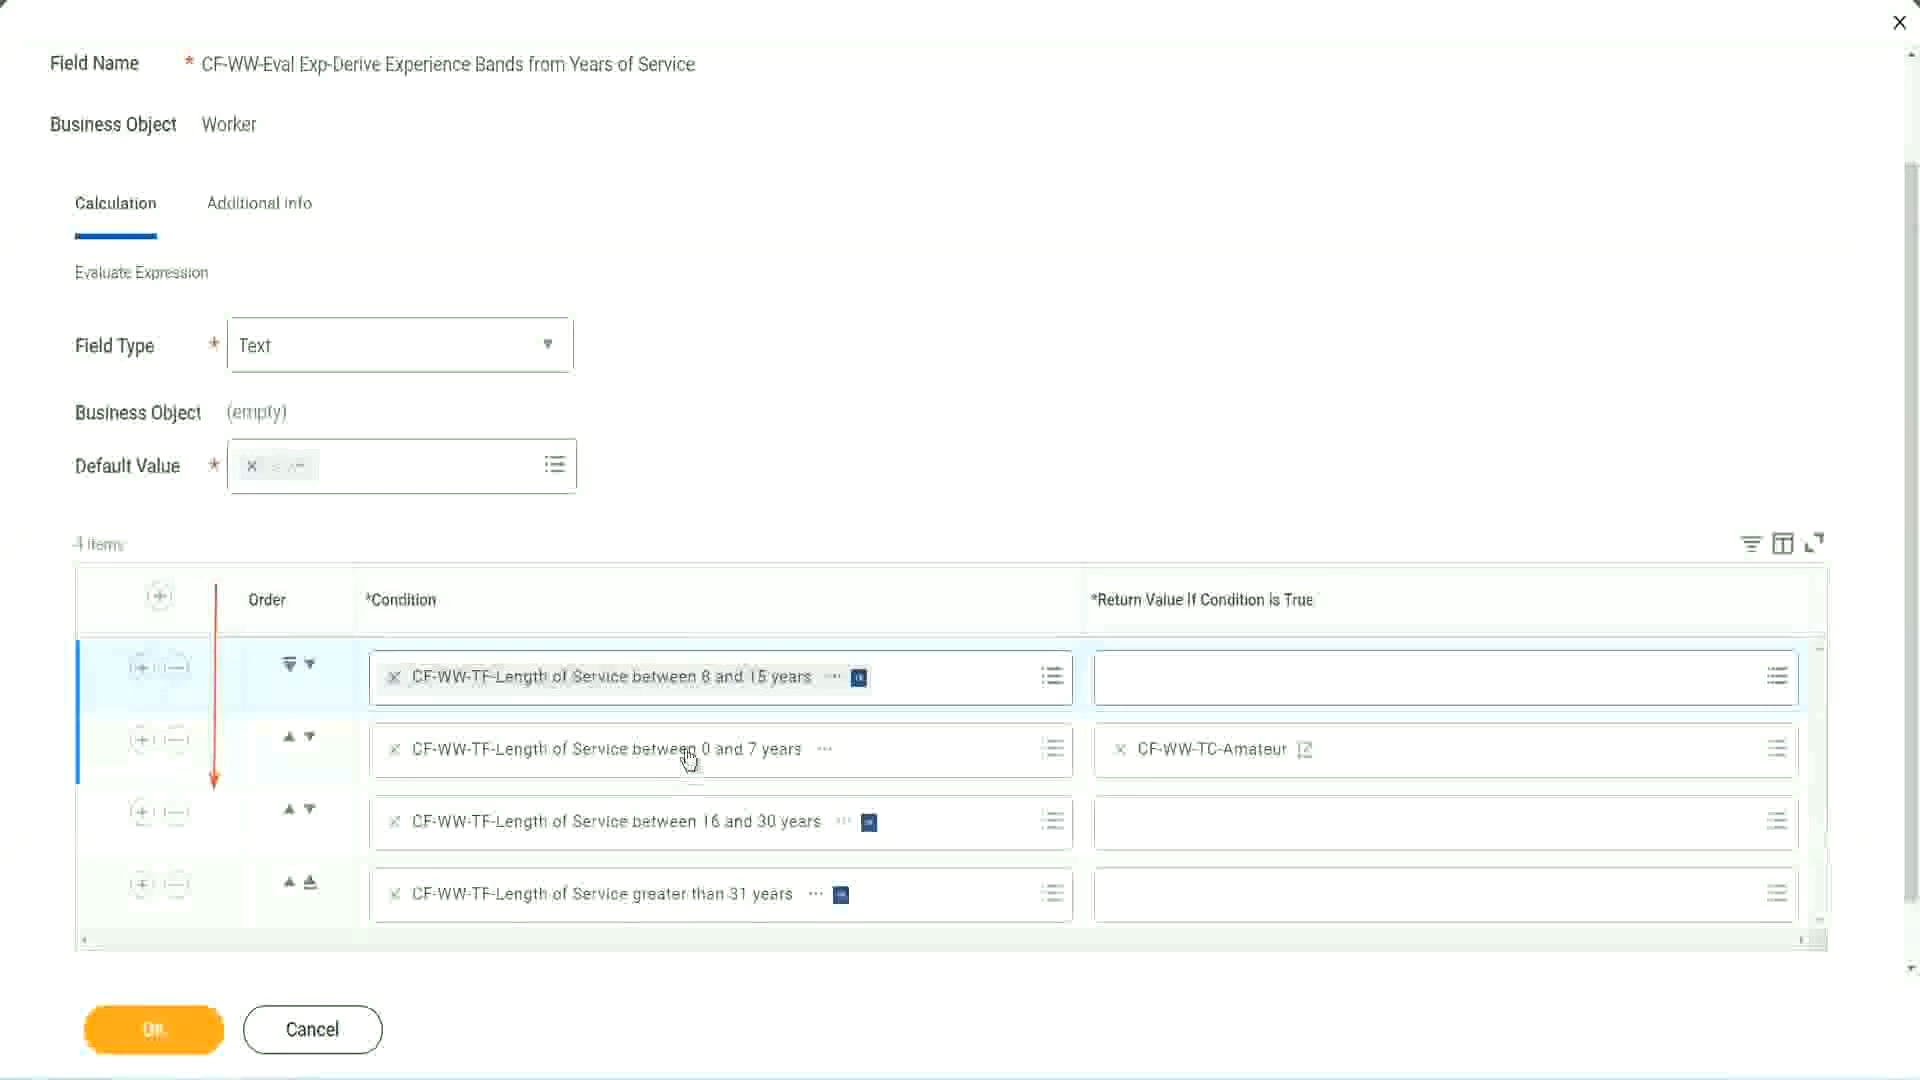 Field Name * CF-WW-Eval Exp-Derive Experience Bands from Years of Service
Business Object Worker
Calculation Additional Info
Evaluate Expression
Field Type * Text
Business Object (empty)
Default Value *
4 items
Order *Condition *Return Value If Condition is True
CF-WW-TF-Length of Service between 8 and 15 years
CF-WW-TF-Length of Service between 0 and 7 years CF-WW-TC-Amateur
CF-WW-TF-Length of Service between 16 and 30 years
CF-WW-TF-Length of Service greater than 31 years
OK Cancel